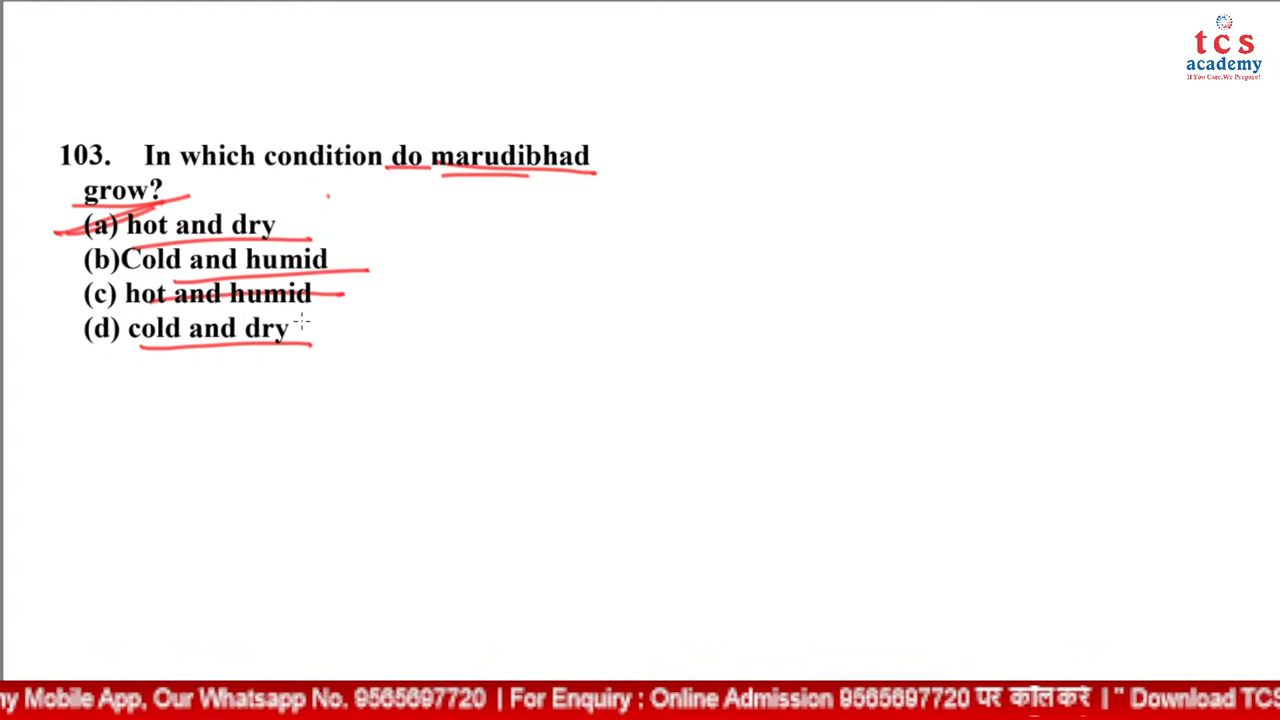 tcs
academy
If You Care,We Prepare!
103. In which condition do marudibhad
grow?
(a) hot and dry
(b)Cold and humid
(c) hot and humid
(d) cold and dry
ny Mobile App, Our Whatsapp No. 9565697720 | For Enquiry : Online Admission 9565697720 पर कॉल करे | " Download TCS